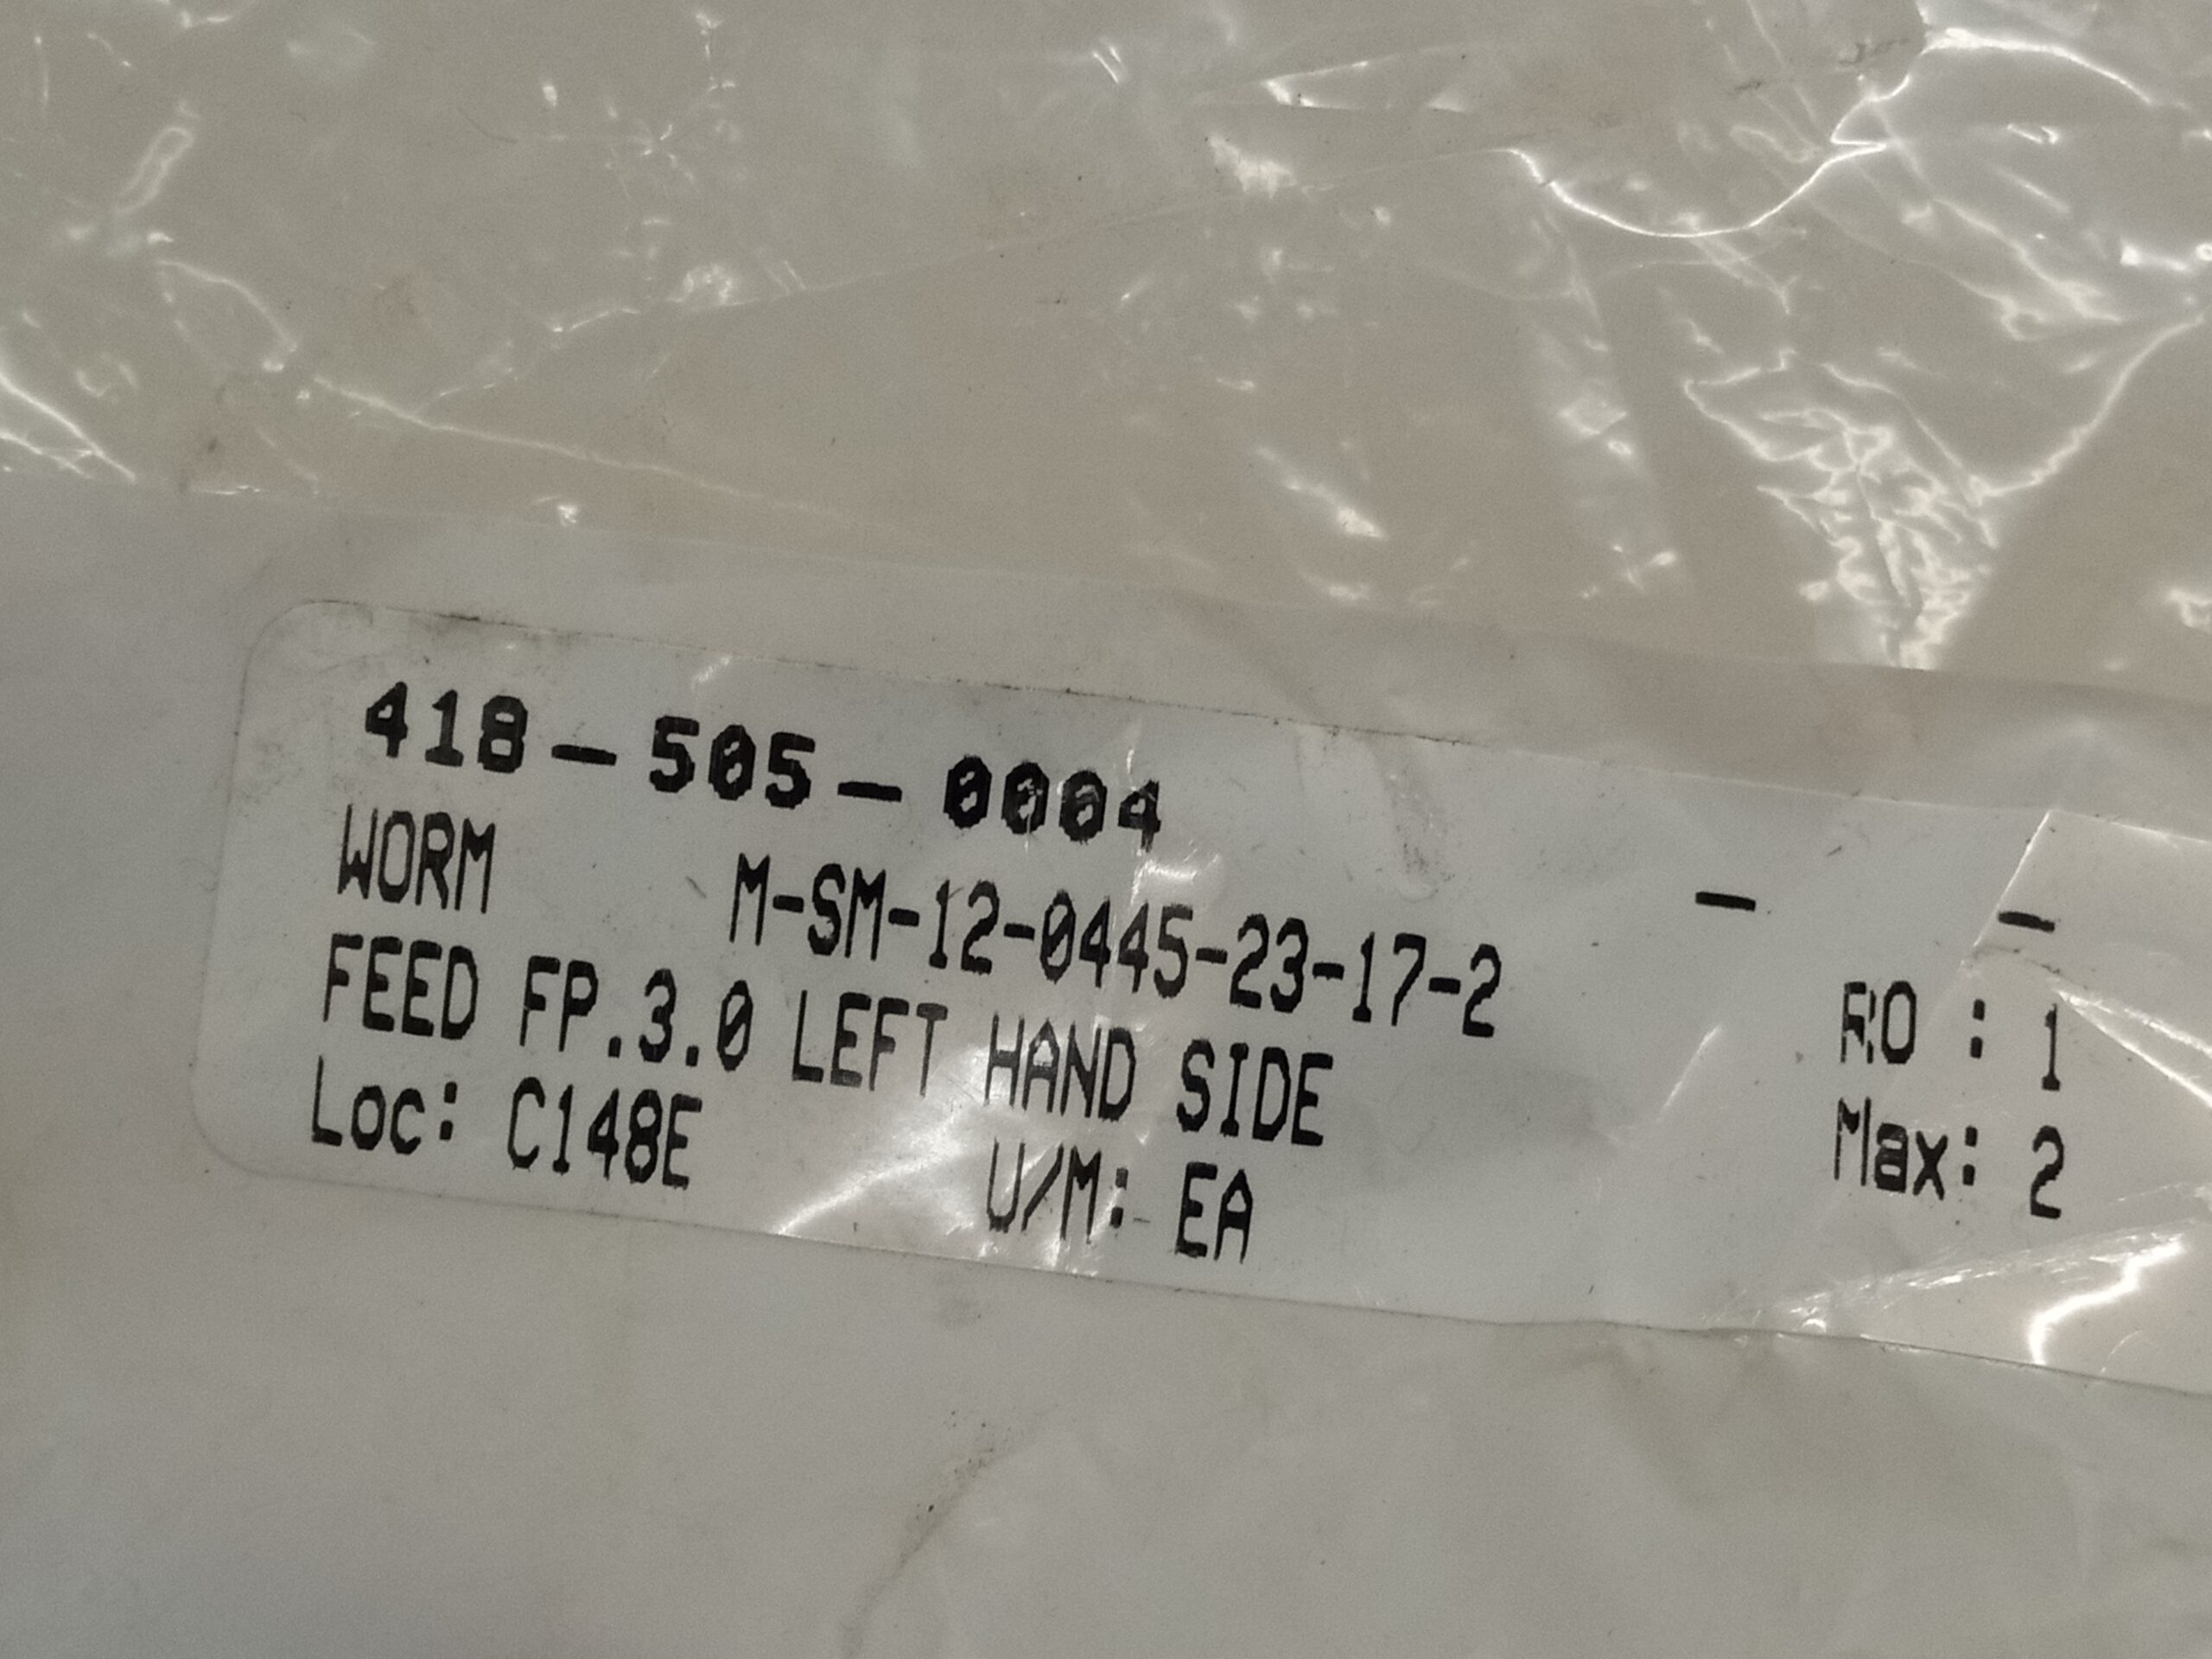 418-505-0004
WORM M-SM-12-0445-23-17-2 - -
FEED FP.3.0 LEFT HAND SIDE RO : 1
Loc: C148E U/M: EA Max: 2